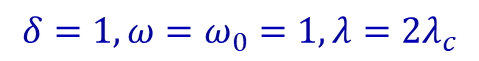 δ = 1, ω = ω₀ = 1, λ = 2λ_c